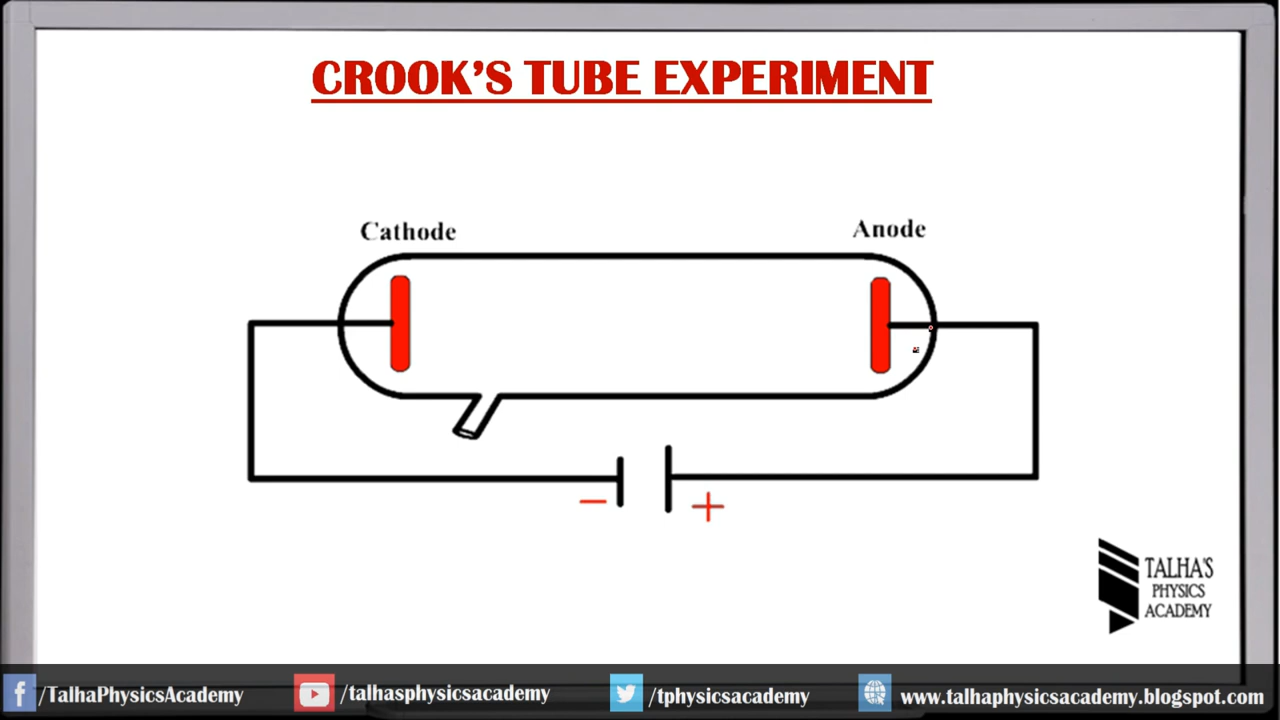 CROOK'S TUBE EXPERIMENT
Cathode
Anode
− +
TALHA'S
PHYSICS
ACADEMY
/TalhaPhysicsAcademy
/talhasphysicsacademy
/tphysicsacademy
www.talhaphysicsacademy.blogspot.com